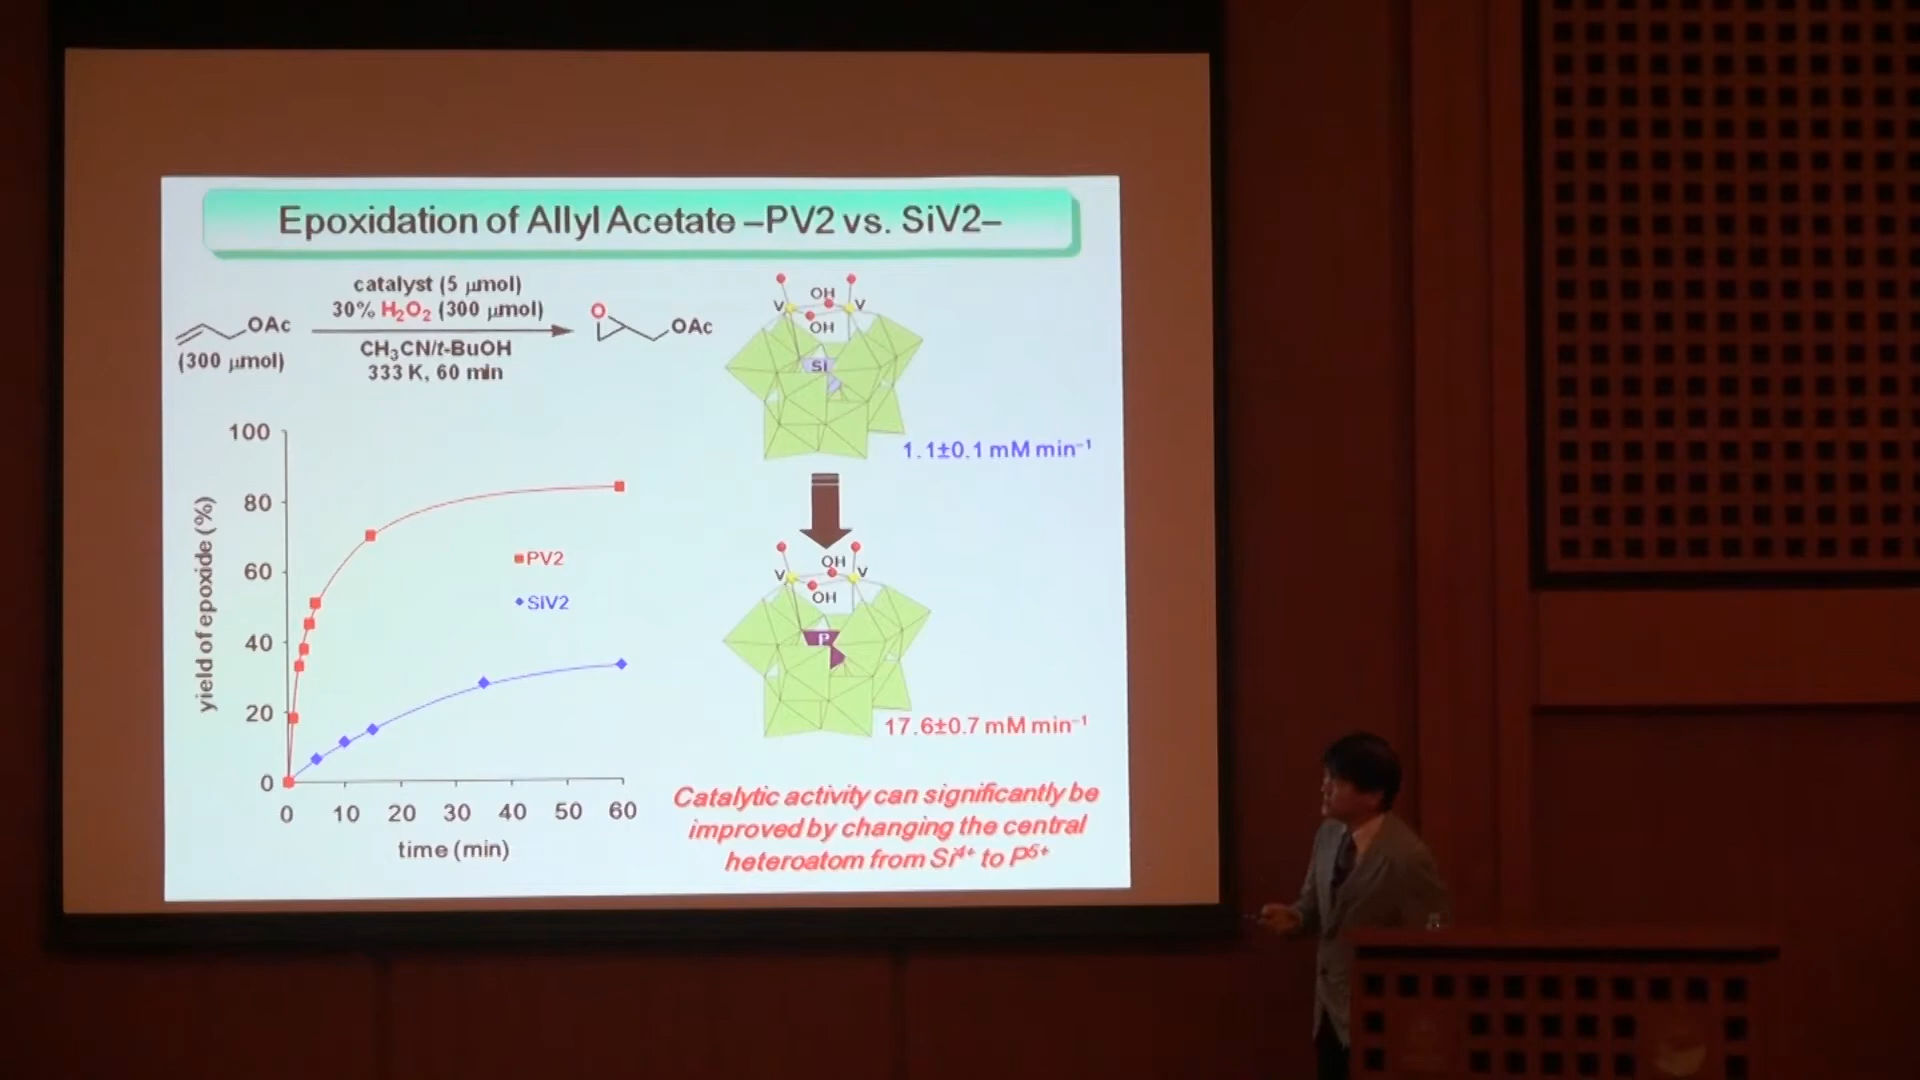 Epoxidation of Allyl Acetate –PV2 vs. SiV2–
catalyst (5 μmol)
30% H₂O₂ (300 μmol)
OAc
(300 μmol)
CH₃CN/t-BuOH
333 K, 60 min
O
OAc
OH
V
V
OH
Si
1.1±0.1 mM min⁻¹
OH
V
V
OH
P
17.6±0.7 mM min⁻¹
yield of epoxide (%)
100
80
60
40
20
0
PV2
SiV2
0 10 20 30 40 50 60
time (min)
Catalytic activity can significantly be
improved by changing the central
heteroatom from Si⁴⁺ to P⁵⁺